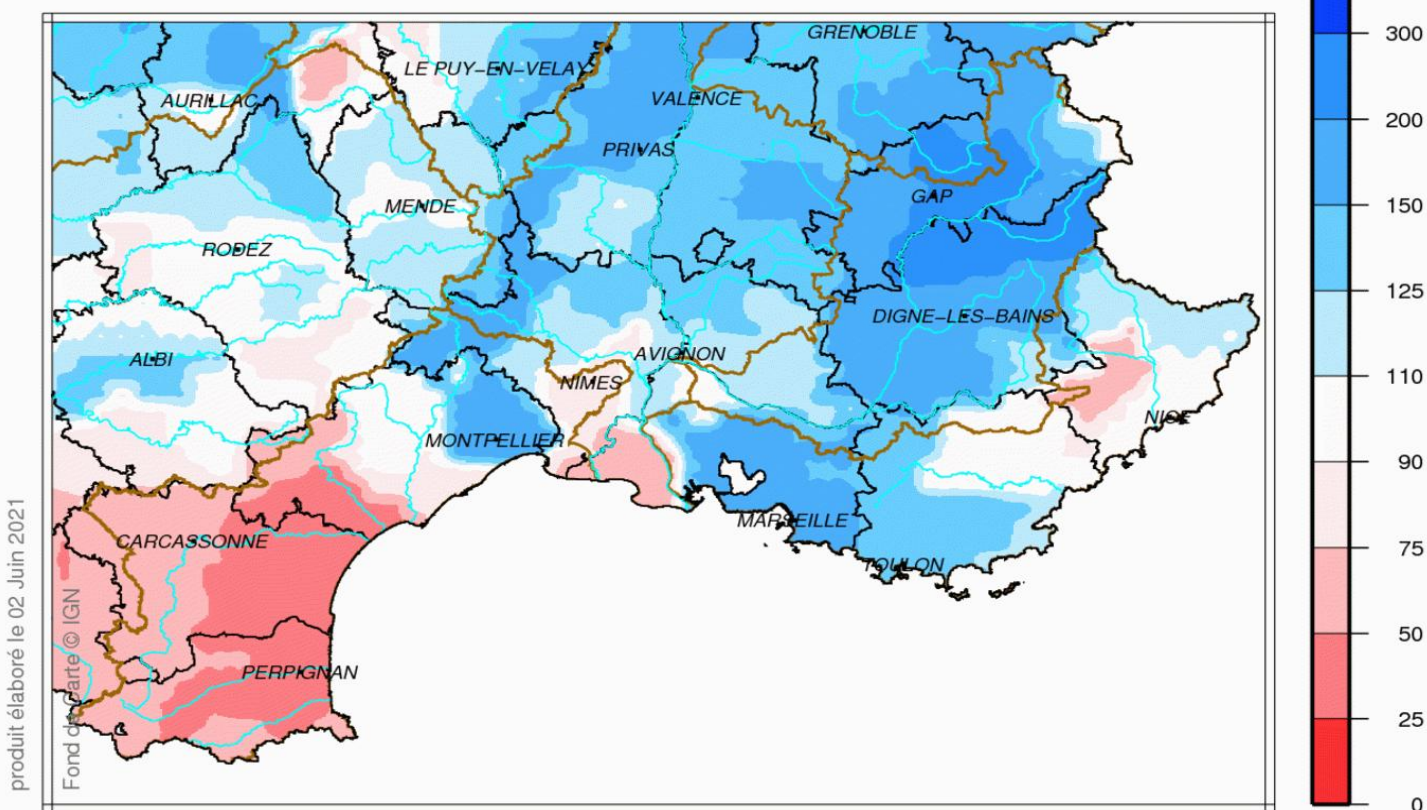 GRENOBLE
300
LE PUY-EN-VELAY
AURILLAC
VALENCE
200
PRIVAS
GAP
150
MENDE
RODEZ
125
DIGNE-LES-BAINS
ALBI
AVIGNON
110
NIMES
NICE
MONTPELLIER
90
MARSEILLE
CARCASSONNE
75
TOULON
50
PERPIGNAN
25
0
produit élaboré le 02 Juin 2021
Fond de Carte © IGN